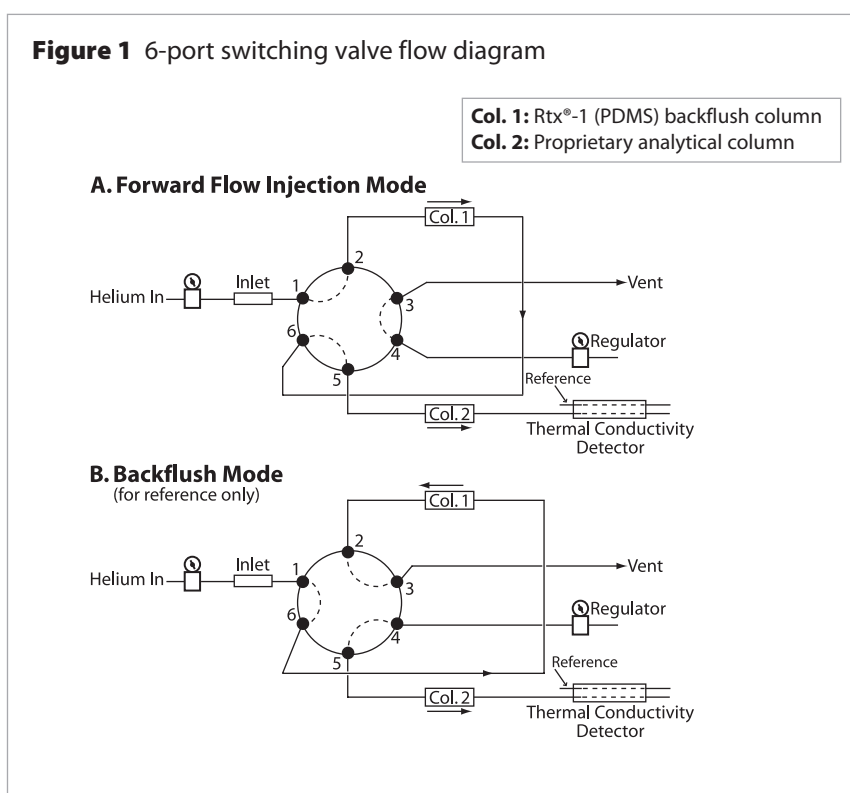 Figure 1 6-port switching valve flow diagram
Col. 1: Rtx®-1 (PDMS) backflush column
Col. 2: Proprietary analytical column
A. Forward Flow Injection Mode
Col. 1
2
Helium In
Inlet
1
3
Vent
6
4
Regulator
5
Reference
Col. 2
Thermal Conductivity
Detector
B. Backflush Mode
(for reference only)
Col. 1
2
Helium In
Inlet
1
3
Vent
6
4
Regulator
5
Reference
Col. 2
Thermal Conductivity
Detector